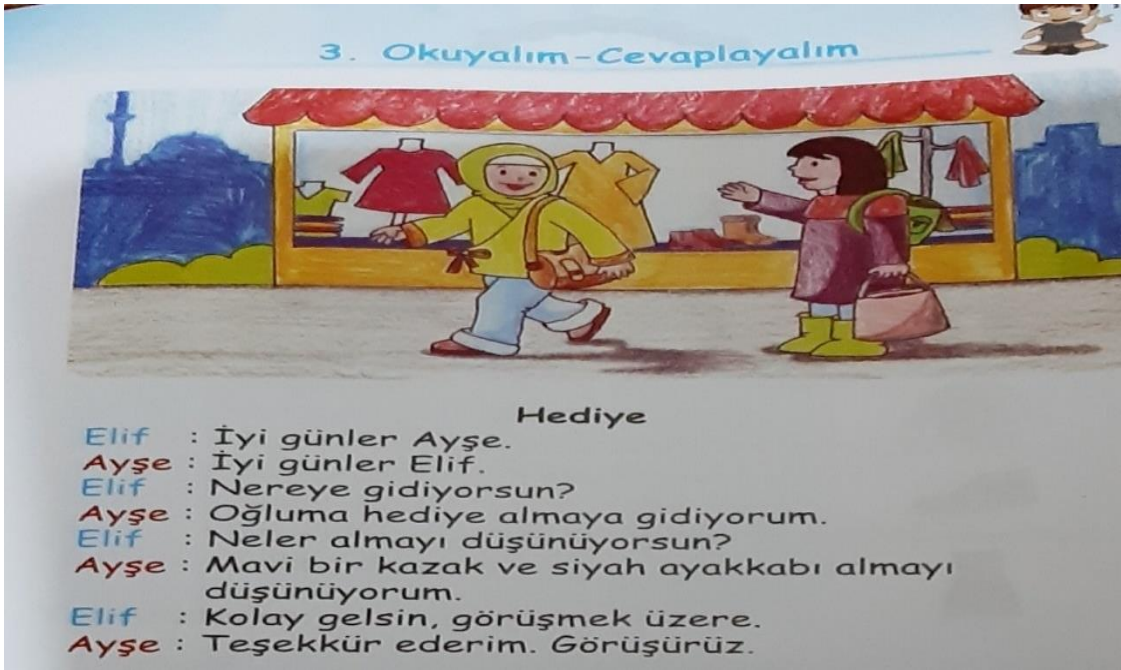 3. Okuyalım-Cevaplayalım
Hediye
Elif : İyi günler Ayşe.
Ayşe : İyi günler Elif.
Elif : Nereye gidiyorsun?
Ayşe : Oğluma hediye almaya gidiyorum.
Elif : Neler almayı düşünüyorsun?
Ayşe : Mavi bir kazak ve siyah ayakkabı almayı
düşünüyorum.
Elif : Kolay gelsin, görüşmek üzere.
Ayşe : Teşekkür ederim. Görüşürüz.